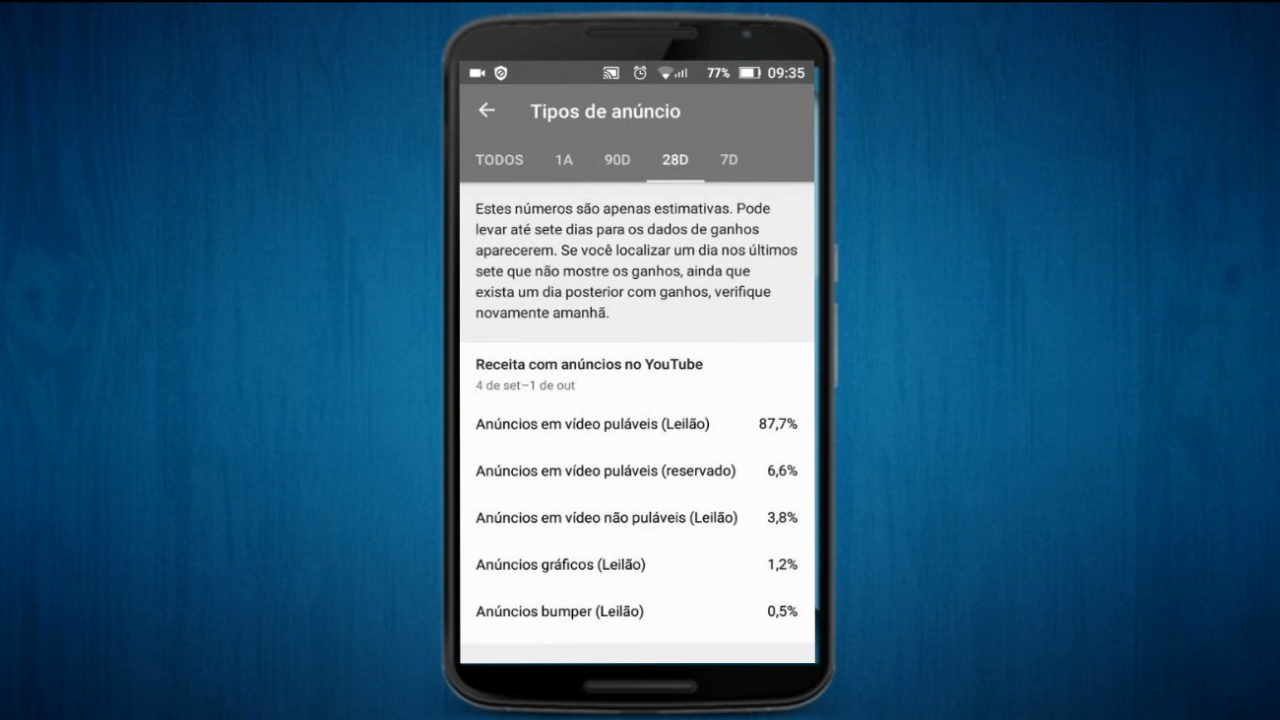 77% 09:35
Tipos de anúncio
TODOS 1A 90D 28D 7D
Estes números são apenas estimativas. Pode
levar até sete dias para os dados de ganhos
aparecerem. Se você localizar um dia nos últimos
sete que não mostre os ganhos, ainda que
exista um dia posterior com ganhos, verifique
novamente amanhã.
Receita com anúncios no YouTube
4 de set–1 de out
Anúncios em vídeo puláveis (Leilão) 87,7%
Anúncios em vídeo puláveis (reservado) 6,6%
Anúncios em vídeo não puláveis (Leilão) 3,8%
Anúncios gráficos (Leilão) 1,2%
Anúncios bumper (Leilão) 0,5%